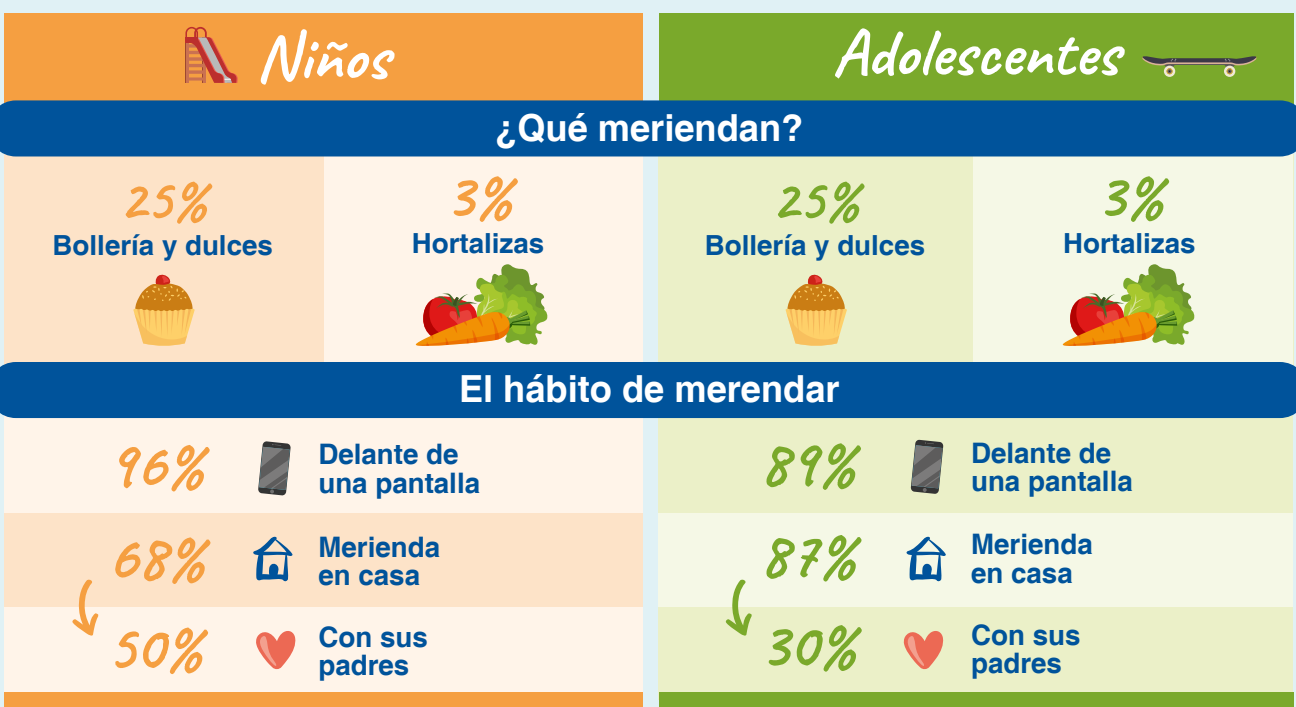 Niños
Adolescentes
¿Qué meriendan?
25%
Bollería y dulces
3%
Hortalizas
25%
Bollería y dulces
3%
Hortalizas
El hábito de merendar
96%
Delante de
una pantalla
68%
Merienda
en casa
50%
Con sus
padres
89%
Delante de
una pantalla
87%
Merienda
en casa
30%
Con sus
padres